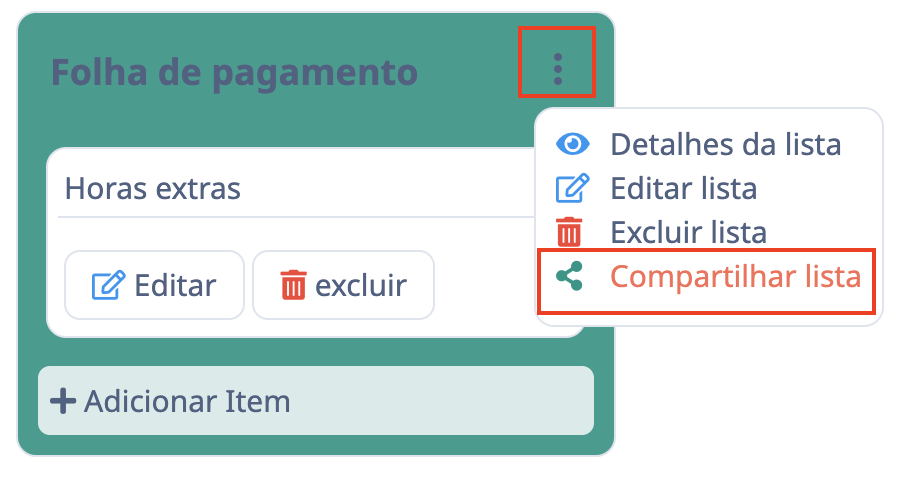 Folha de pagamento
Detalhes da lista
Editar lista
Excluir lista
Compartilhar lista
Horas extras
Editar
excluir
Adicionar Item